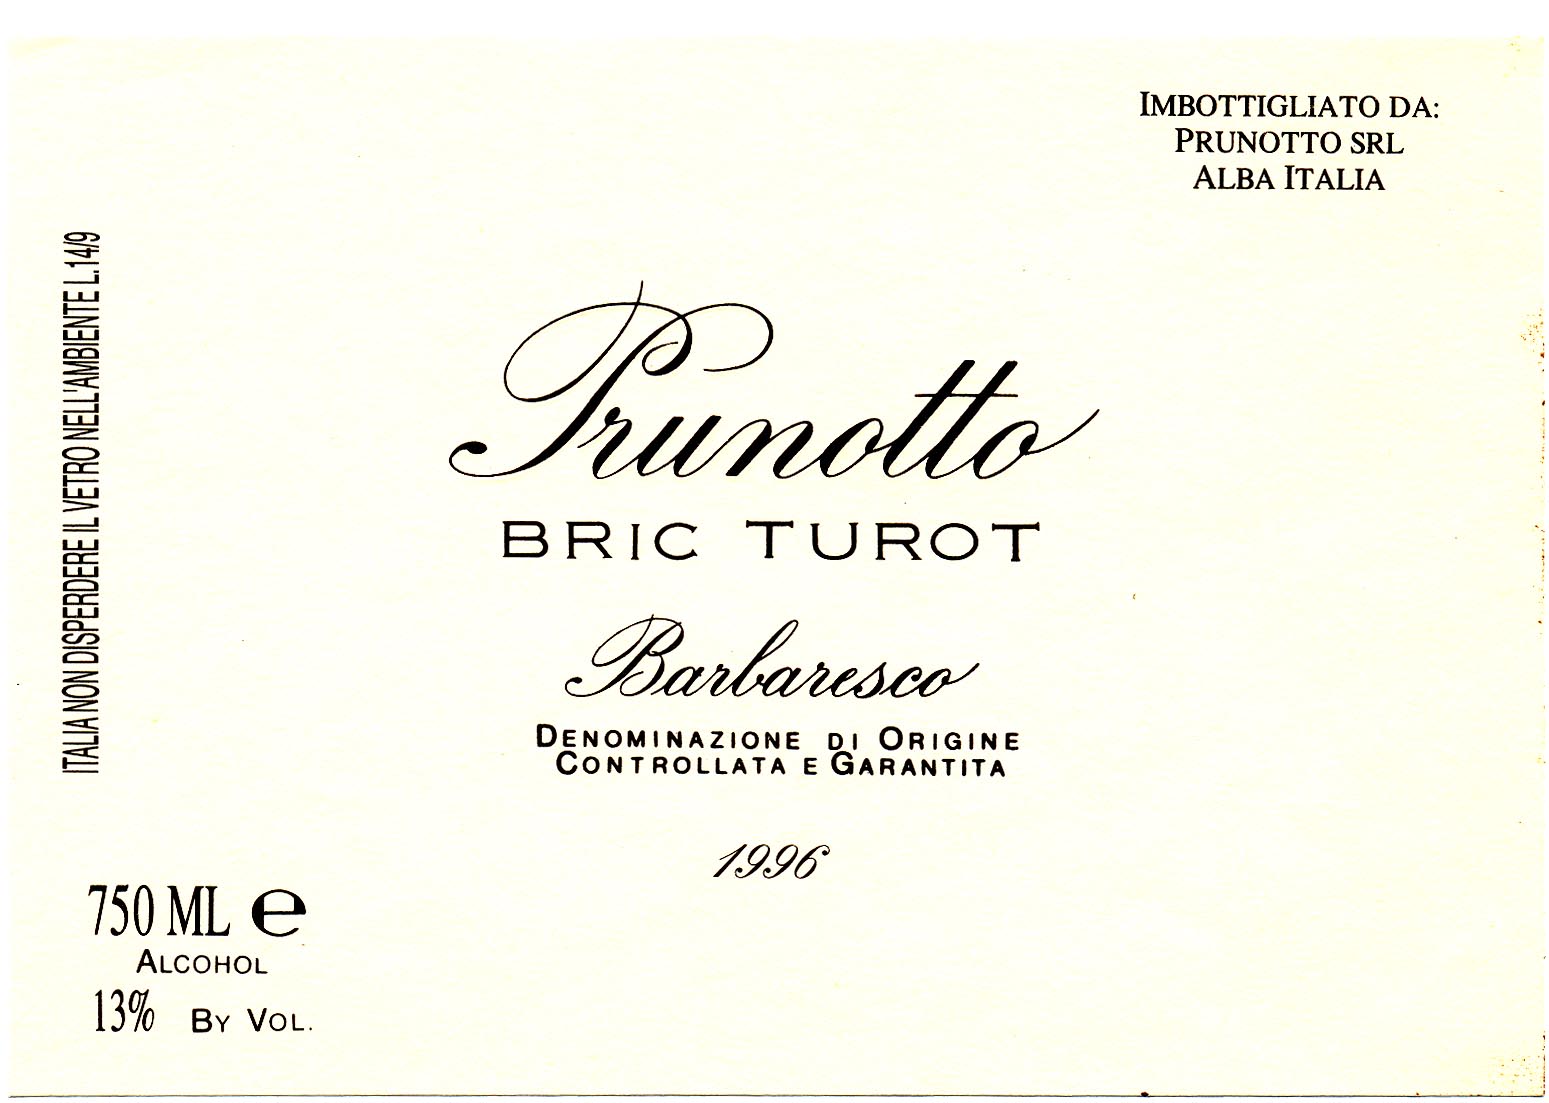 IMBOTTIGLIATO DA:
PRUNOTTO SRL
ALBA ITALIA
ITALIA NON DISPERDERE IL VETRO NELL'AMBIENTE L.14/9
Prunotto
BRIC TUROT
Barbaresco
DENOMINAZIONE DI ORIGINE
CONTROLLATA E GARANTITA
1996
750 ML e
ALCOHOL
13% BY VOL.